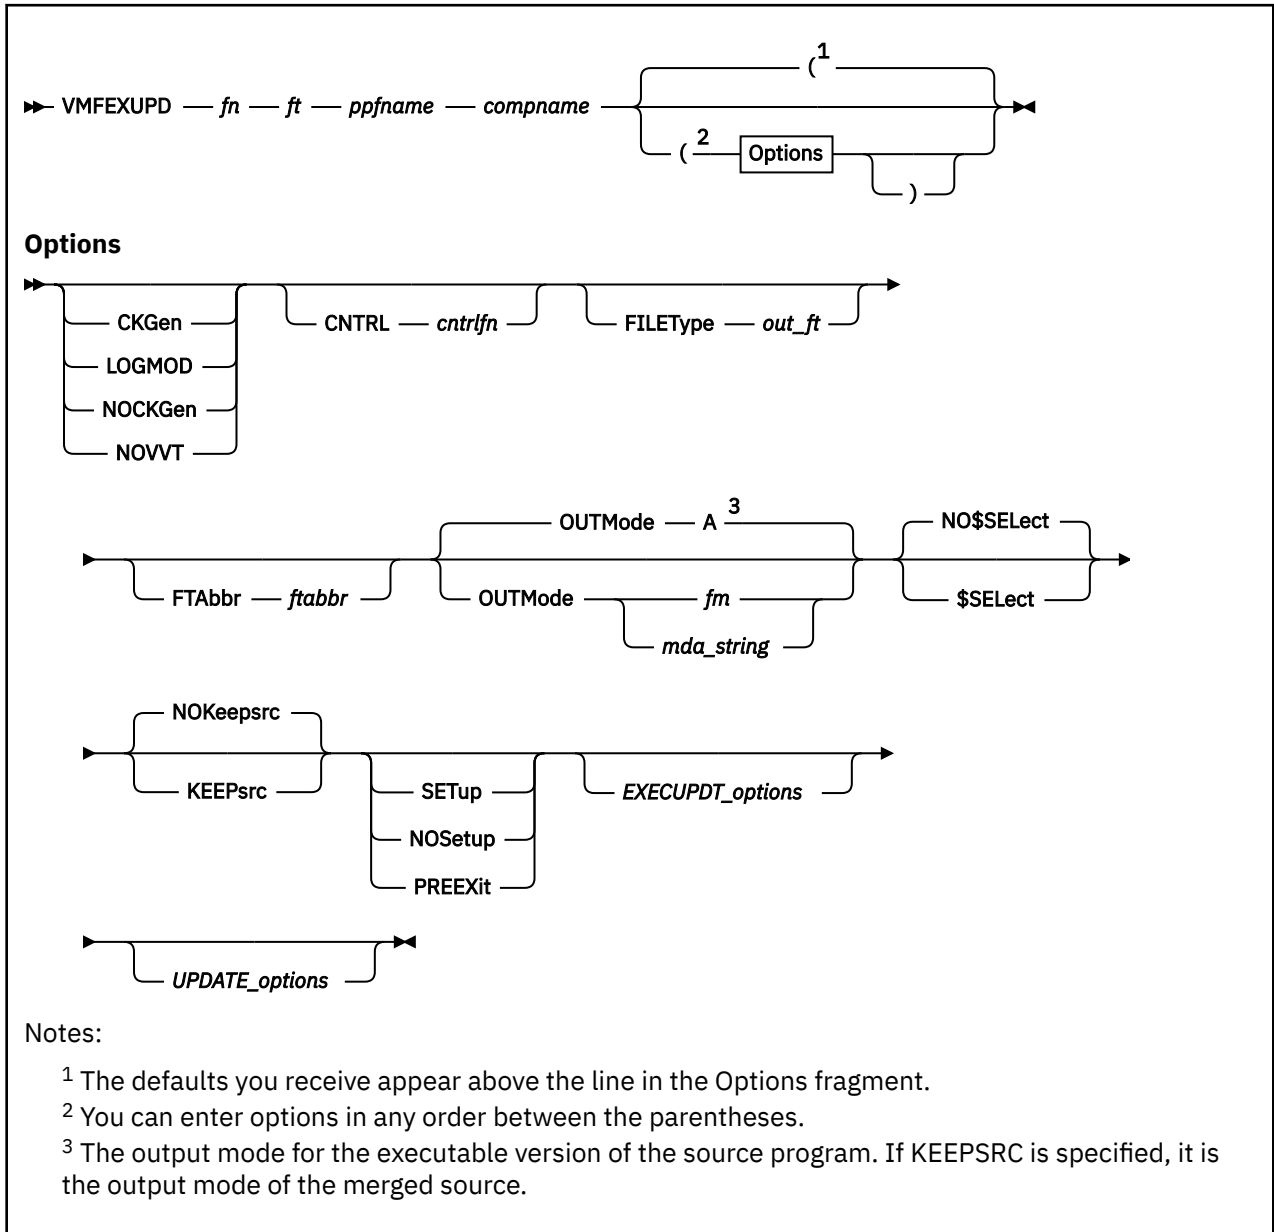 ( 1
VMFEXUPD fn ft ppfname compname
( 2 Options
)
Options
CKGen CNTRL cntrlfn FILEType out_ft
LOGMOD
NOCKGen
NOVVT
OUTMode A 3 NO$SELect
FTAbbr ftabbr OUTMode fm $SELect
mda_string
NOKeepsrc
KEEPsrc SETup EXECUPDT_options
NOSetup
PREEXit
UPDATE_options
Notes:
1 The defaults you receive appear above the line in the Options fragment.
2 You can enter options in any order between the parentheses.
3 The output mode for the executable version of the source program. If KEEPSRC is specified, it is
the output mode of the merged source.